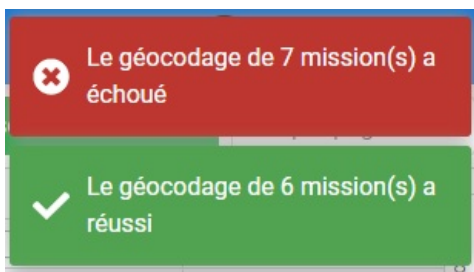 Le géocodage de 7 mission(s) a
échoué
Le géocodage de 6 mission(s) a
réussi